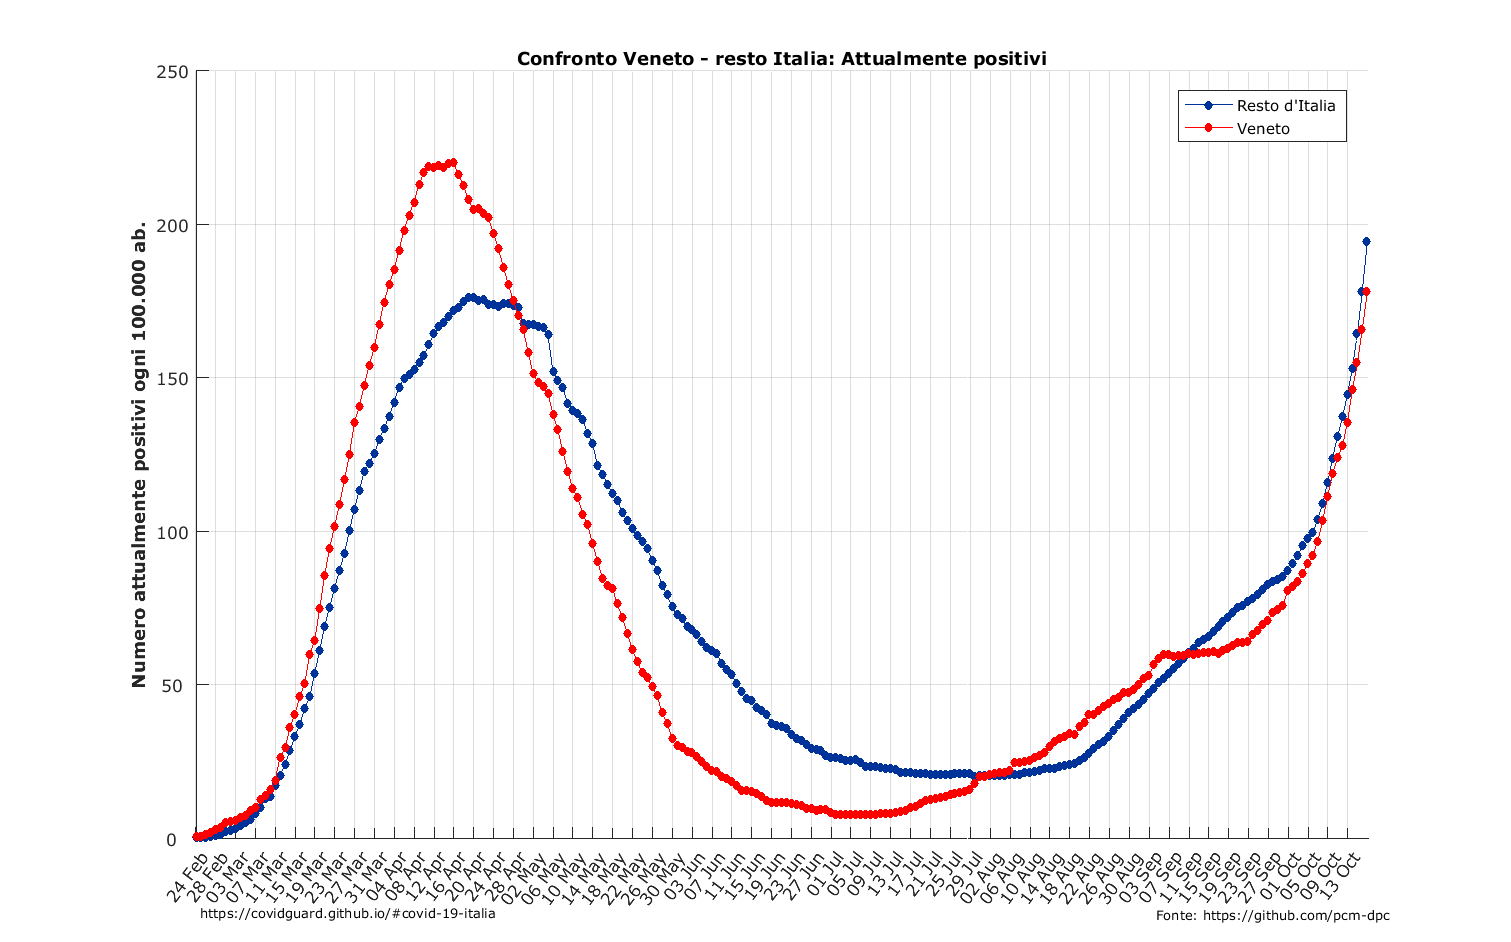 Confronto Veneto - resto Italia: Attualmente positivi
250
200
150
100
50
0
Numero attualmente positivi ogni 100.000 ab.
Resto d'Italia
Veneto
24 Feb
28 Feb
03 Mar
07 Mar
11 Mar
15 Mar
19 Mar
23 Mar
27 Mar
31 Mar
04 Apr
08 Apr
12 Apr
16 Apr
20 Apr
24 Apr
28 Apr
02 May
06 May
10 May
14 May
18 May
22 May
26 May
30 May
03 Jun
07 Jun
11 Jun
15 Jun
19 Jun
23 Jun
27 Jun
01 Jul
05 Jul
09 Jul
13 Jul
17 Jul
21 Jul
25 Jul
29 Jul
02 Aug
06 Aug
10 Aug
14 Aug
18 Aug
22 Aug
26 Aug
30 Aug
03 Sep
07 Sep
11 Sep
15 Sep
19 Sep
23 Sep
27 Sep
01 Oct
05 Oct
09 Oct
13 Oct
https://covidguard.github.io/#covid-19-italia
Fonte: https://github.com/pcm-dpc